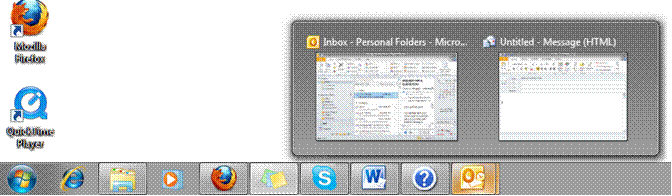 Mozilla
Firefox
Inbox - Personal Folders - Micro...
Untitled - Message (HTML)
QuickTime
Player